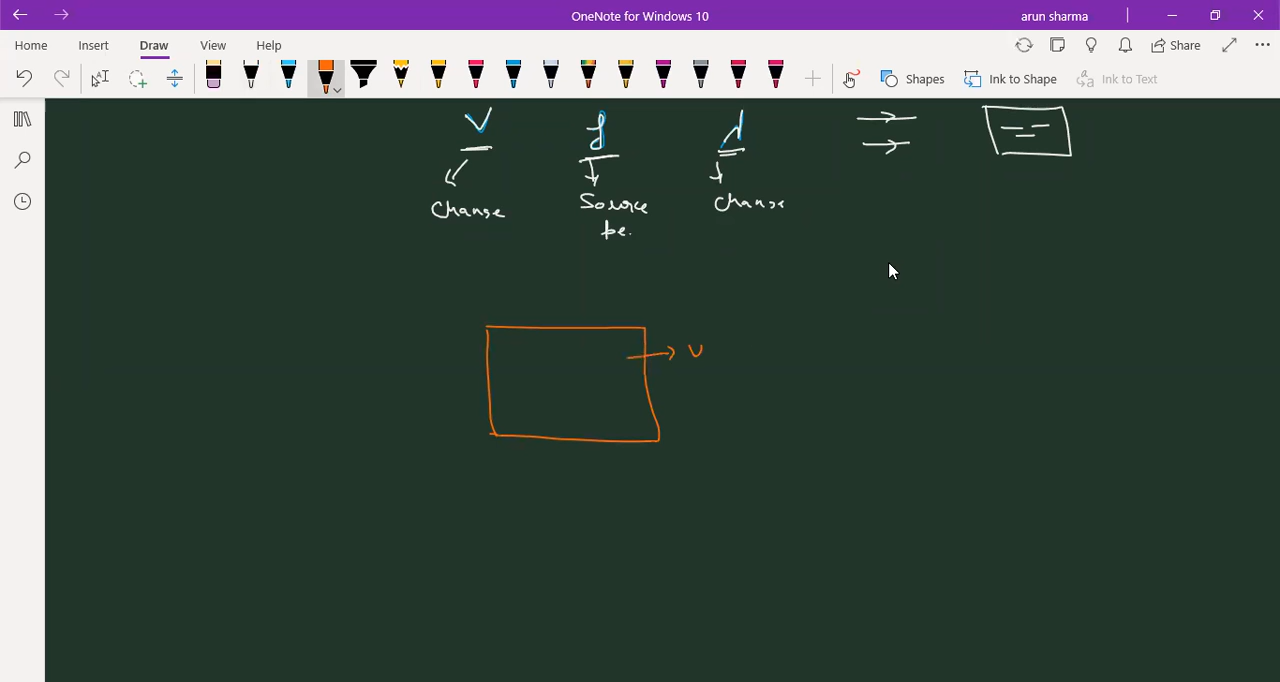 OneNote for Windows 10
arun sharma
Home Insert Draw View Help
Share
Shapes Ink to Shape Ink to Text
v f λ
Change Source Change
pe.
v